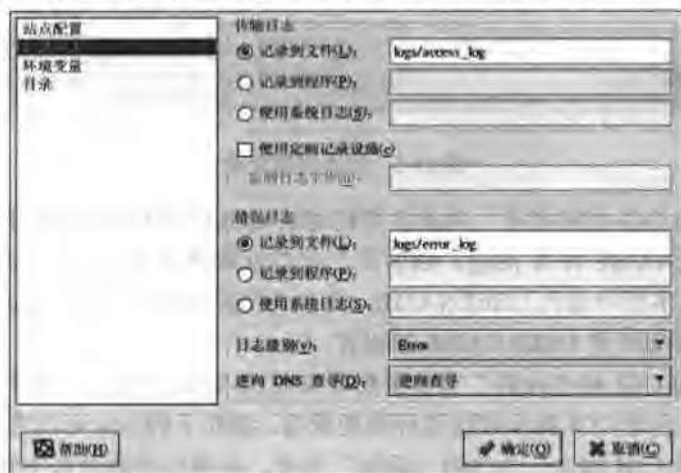 站点配置
环境变量
目录
传输日志
记录到文件(L):
logs/access_log
记录到程序(P):
使用系统日志(S):
使用定制记录设施(e)
错误日志
记录到文件(L):
logs/error_log
记录到程序(P):
使用系统日志(S):
日志级别(v):
Error
逆向 DNS 查寻(D):
逆向查寻
帮助(H)
确定(O)
取消(C)